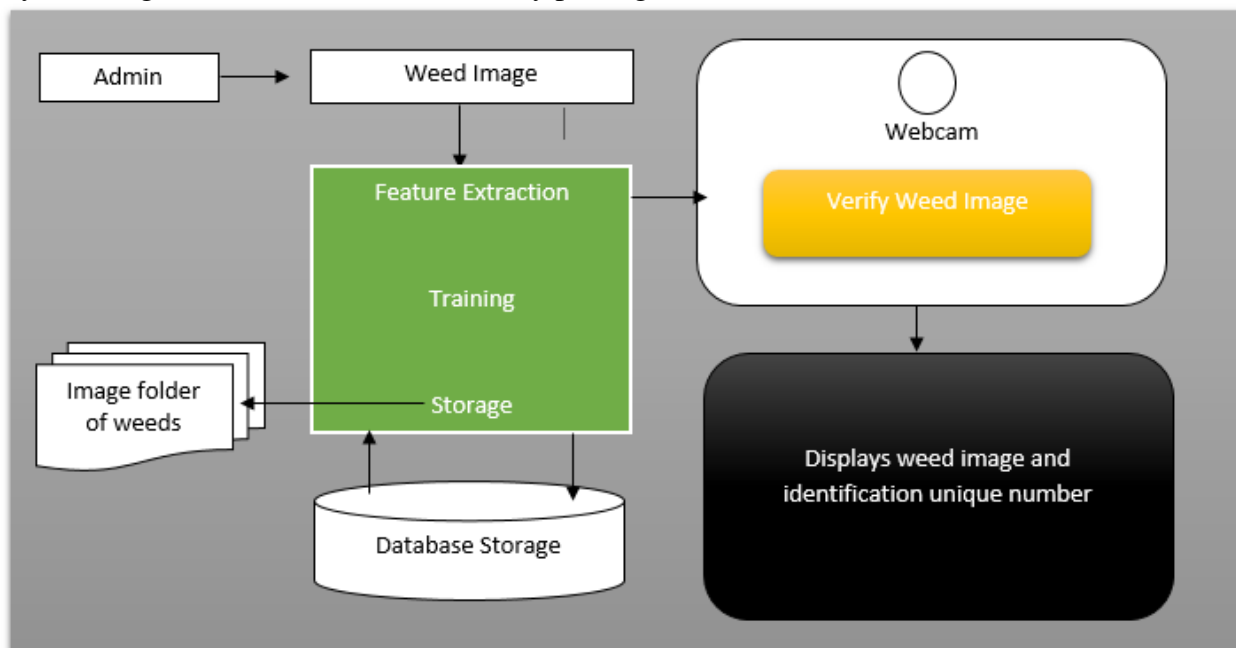 Admin
Weed Image
Webcam
Feature Extraction
Verify Weed Image
Training
Image folder
of weeds
Storage
Displays weed image and
identification unique number
Database Storage